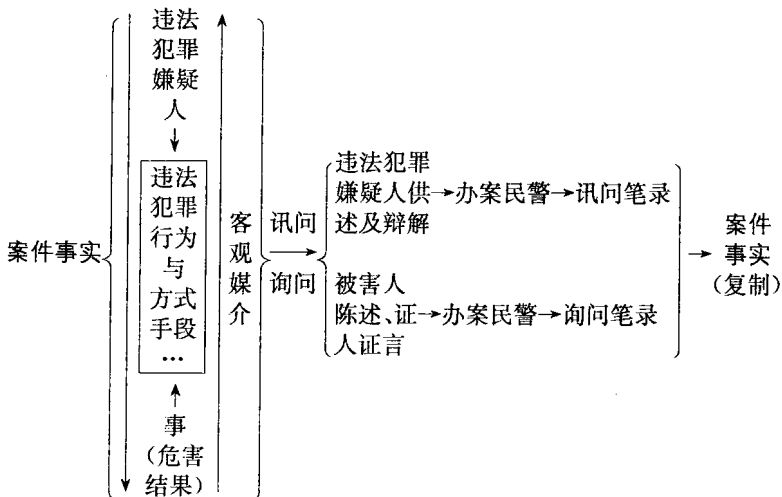 案件事实
违法
犯罪
嫌疑
人
违法
犯罪
行为
与
方式
手段
…
事
(危害
结果)
客
观
媒
介
讯问
询问
违法犯罪
嫌疑人供→办案民警→讯问笔录
述及辩解
被害人
陈述、证→办案民警→询问笔录
人证言
案件
事实
(复制)